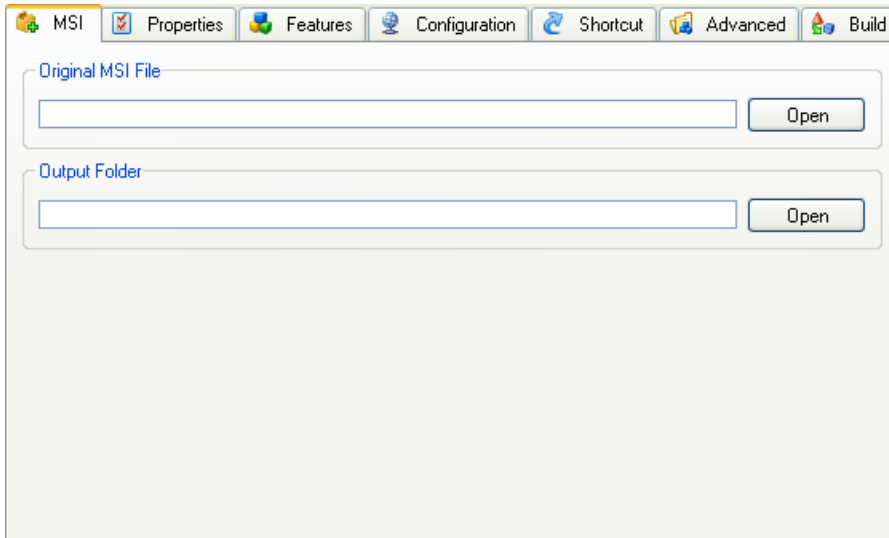 MSI Properties Features Configuration Shortcut Advanced Build
Original MSI File
Open
Output Folder
Open